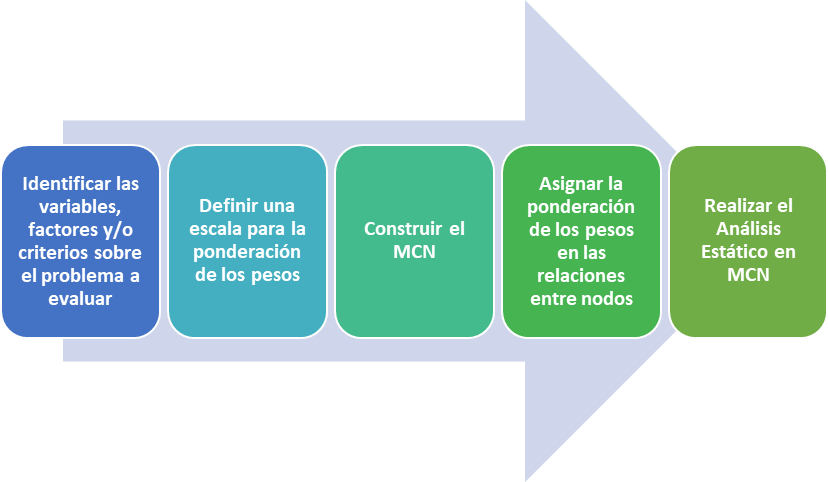 Identificar las
variables,
factores y/o
criterios sobre
el problema a
evaluar
Definir una
escala para la
ponderación
de los pesos
Construir el
MCN
Asignar la
ponderación
de los pesos
en las
relaciones
entre nodos
Realizar el
Análisis
Estático en
MCN